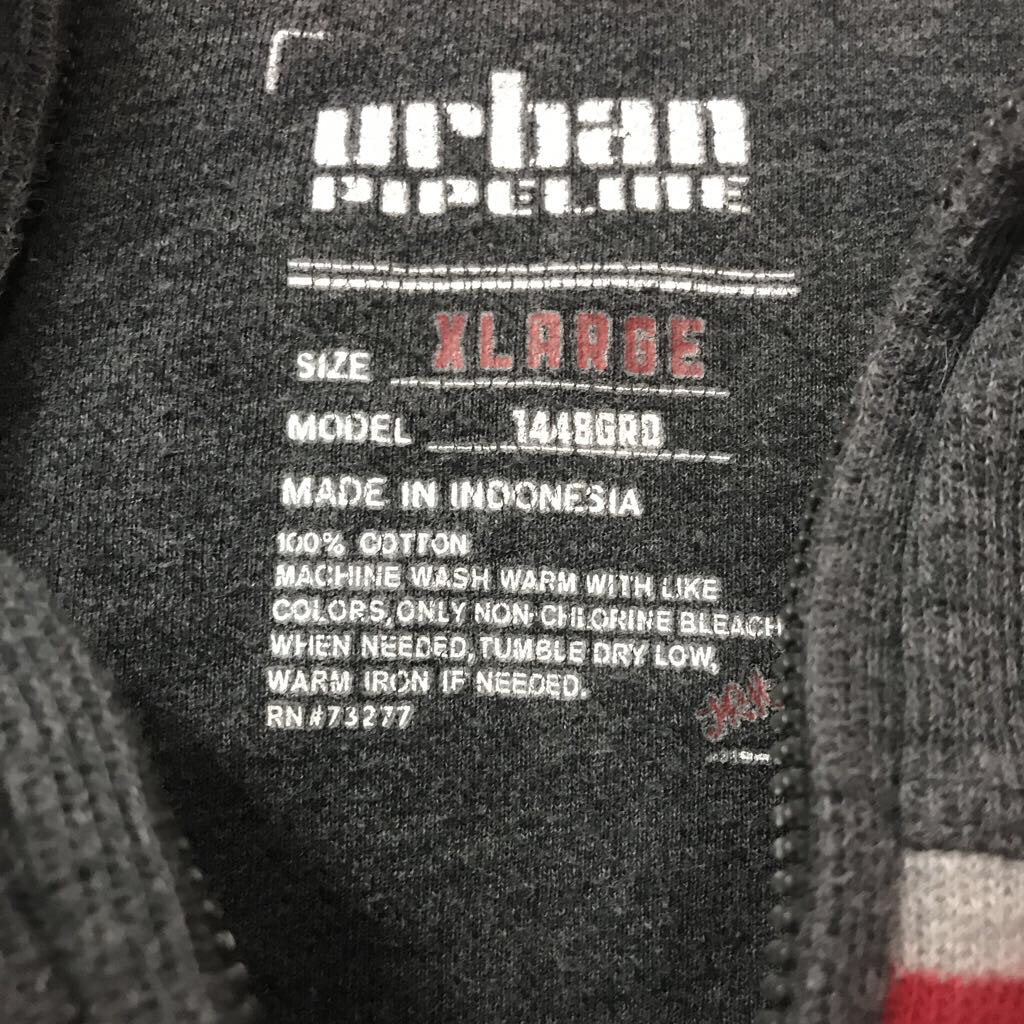 urban
PIPELINE
SIZE XLARGE
MODEL 1448GRD
MADE IN INDONESIA
100% COTTON
MACHINE WASH WARM WITH LIKE
COLORS, ONLY NON-CHLORINE BLEACH
WHEN NEEDED, TUMBLE DRY LOW,
WARM IRON IF NEEDED.
RN#73277